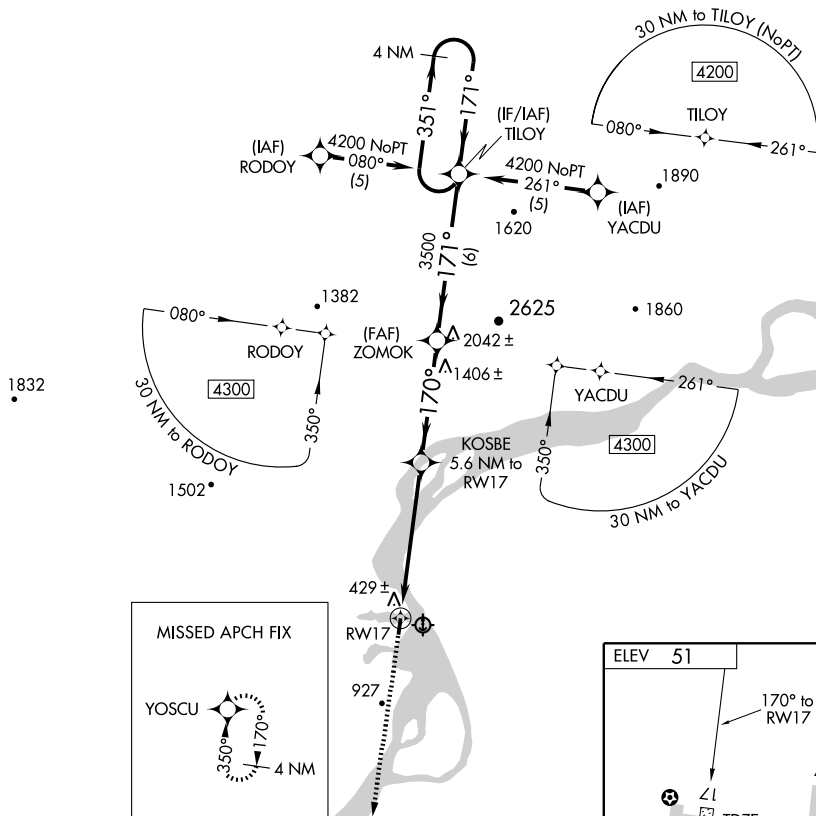 30 NM to TILOY (NoPT)
4200
TILOY
080°
261°
4 NM
351°
171°
(IF/IAF)
TILOY
(IAF)
RODOY
4200 NoPT
080°
(5)
4200 NoPT
261°
(5)
1890
(IAF)
YACDU
1620
3500
171°
(6)
1382
080°
RODOY
(FAF)
ZOMOK
2625
2042 ±
1406 ±
1860
1832
4300
350°
30 NM to RODOY
170°
YACDU
261°
4300
350°
30 NM to YACDU
KOSBE
5.6 NM to
RW17
1502
429 ±
RW17
927
MISSED APCH FIX
YOSCU
350°
170°
4 NM
ELEV 51
170° to
RW17
17